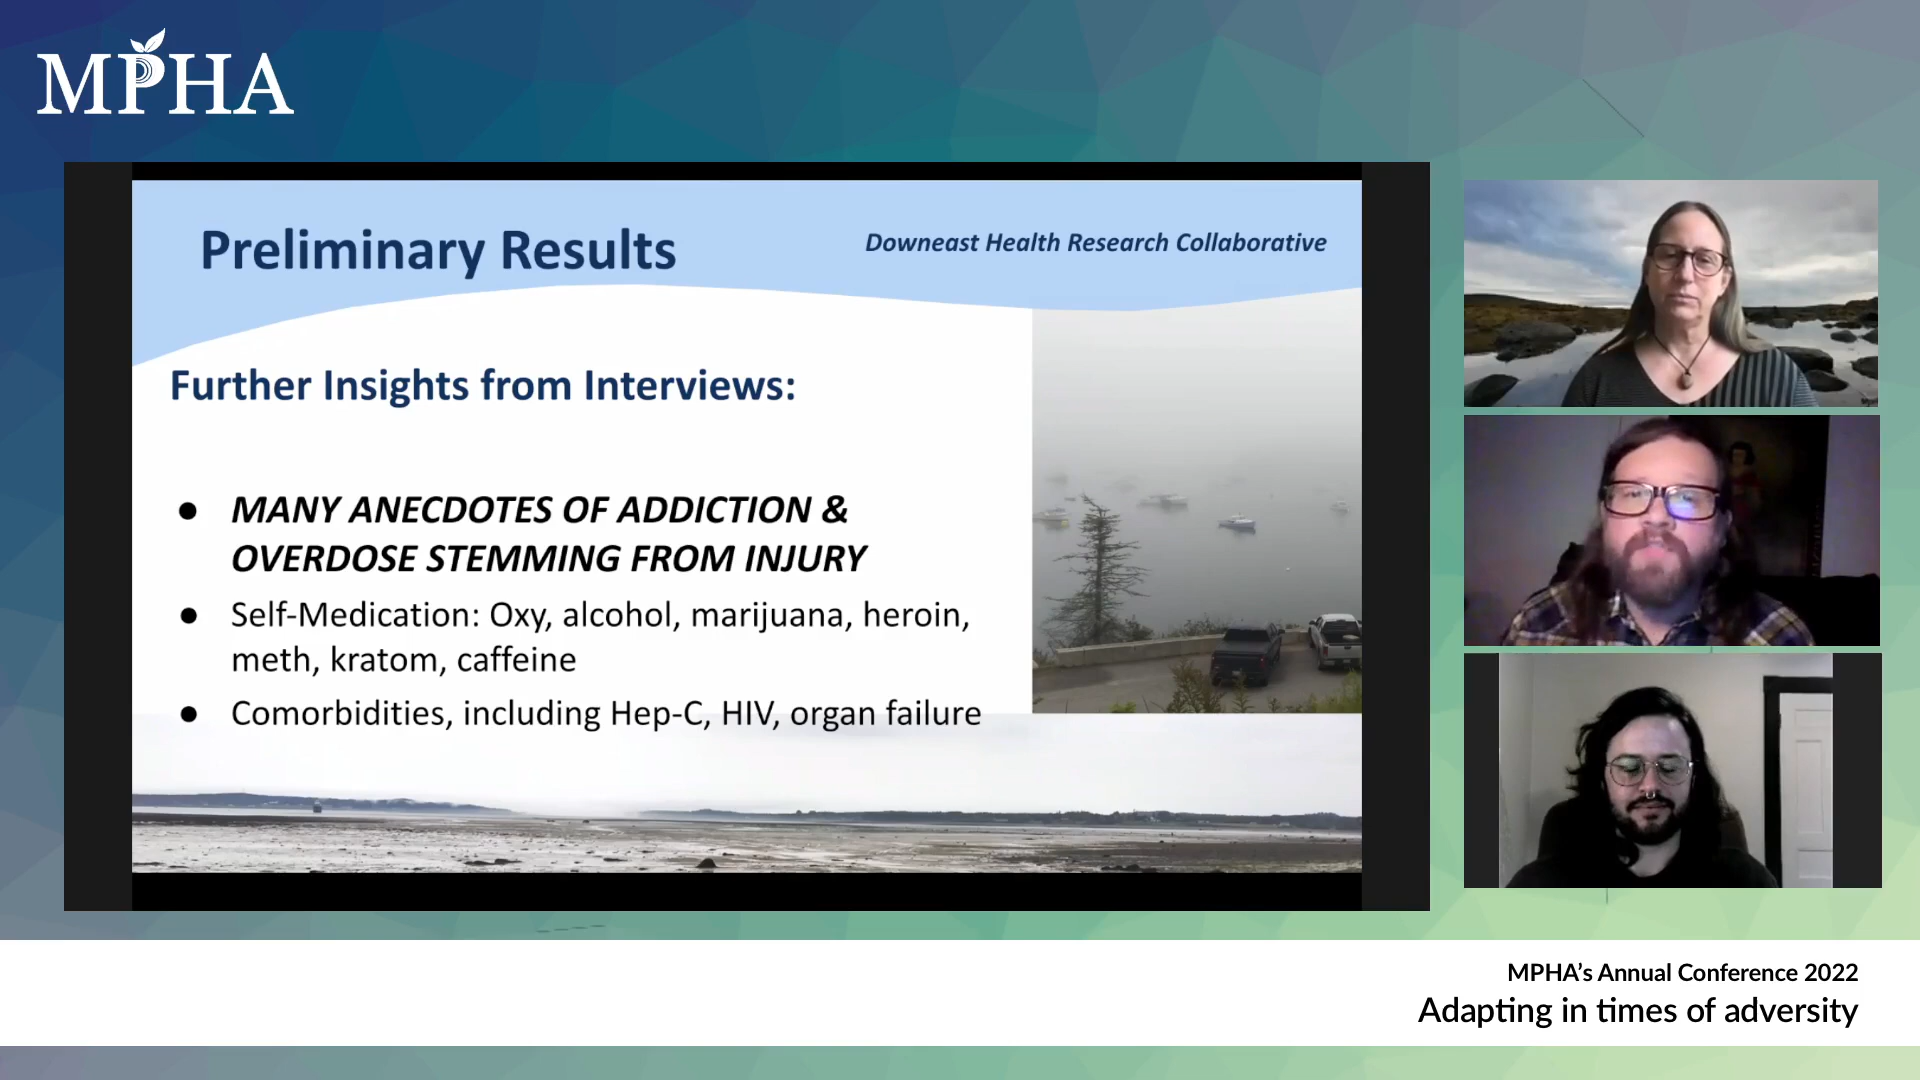 MPHA
Preliminary Results
Downeast Health Research Collaborative
Further Insights from Interviews:
● MANY ANECDOTES OF ADDICTION &
OVERDOSE STEMMING FROM INJURY
● Self-Medication: Oxy, alcohol, marijuana, heroin,
meth, kratom, caffeine
● Comorbidities, including Hep-C, HIV, organ failure
MPHA’s Annual Conference 2022
Adapting in times of adversity